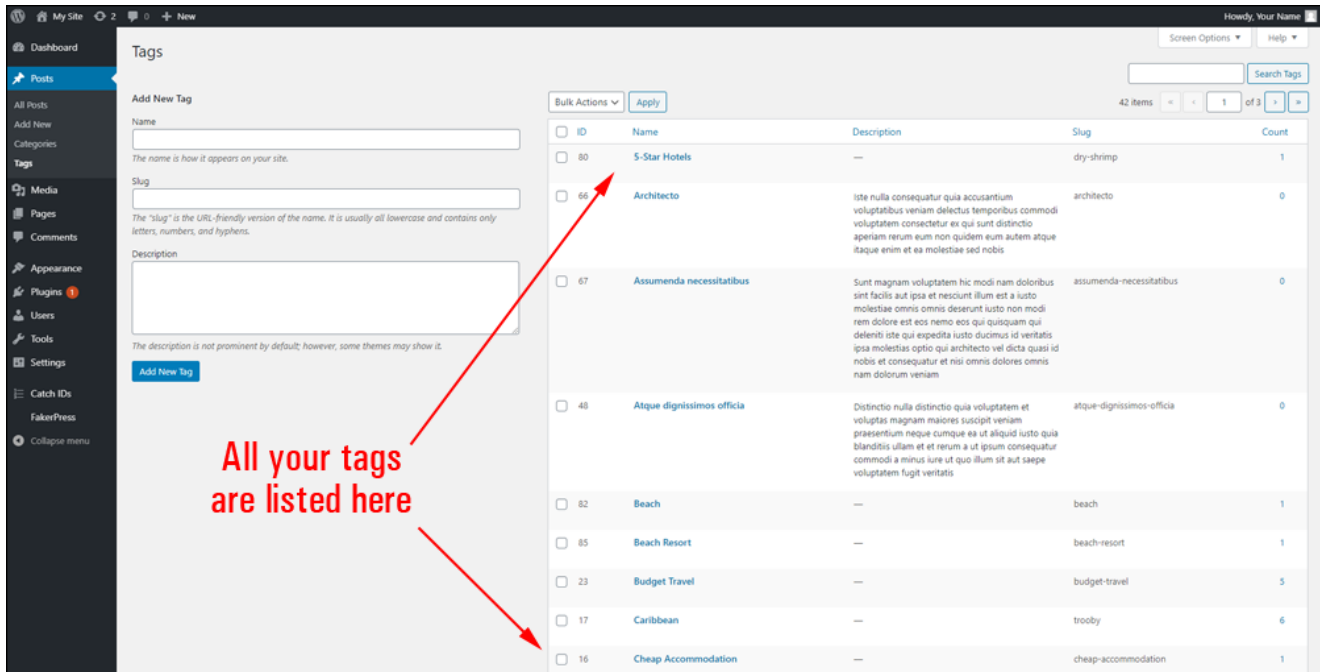 My Site 2 0 + New
Howdy, Your Name
Dashboard
Posts
All Posts
Add New
Categories
Tags
Media
Pages
Comments
Appearance
Plugins 1
Users
Tools
Settings
Catch IDs
FakerPress
Collapse menu
Screen Options ▼
Help ▼
Tags
Search Tags
Add New Tag
Name
The name is how it appears on your site.
Slug
The "slug" is the URL-friendly version of the name. It is usually all lowercase and contains only
letters, numbers, and hyphens.
Description
The description is not prominent by default; however, some themes may show it.
Add New Tag
All your tags
are listed here
Bulk Actions
Apply
42 items « ‹ 1 of 3 › »
ID Name Description Slug Count
80 5-Star Hotels — dry-shrimp 1
66 Architecto Iste nulla consequatur quia accusantium architecto 0
voluptatibus veniam delectus temporibus commodi
voluptatem consectetur ex qui sunt distinctio
aperiam rerum eum non quidem eum autem atque
itaque enim et ea molestiae sed nobis
67 Assumenda necessitatibus Sunt magnam voluptatem hic modi nam doloribus assumenda-necessitatibus 0
sint facilis aut ipsa et nesciunt illum est a iusto
molestiae omnis omnis deserunt iusto non modi
rem dolore est eos nemo eos qui quisquam qui
deleniti iste qui expedita iusto ducimus id veritatis
ipsa molestias optio qui architecto vel dicta quasi id
nobis et consequatur et nisi omnis dolores omnis
nam dolorum veniam
48 Atque dignissimos officia Distinctio nulla distinctio quia voluptatem et atque-dignissimos-officia 0
voluptas magnam maiores suscipit veniam
praesentium neque cumque ea ut aliquid iusto quia
blanditiis ullam et et rerum a ut ipsum consequatur
commodi a minus iure ut quo illum sit aut saepe
voluptatem fugit veritatis
82 Beach — beach 1
85 Beach Resort — beach-resort 1
23 Budget Travel — budget-travel 5
17 Caribbean — trooby 6
16 Cheap Accommodation — cheap-accommodation 1